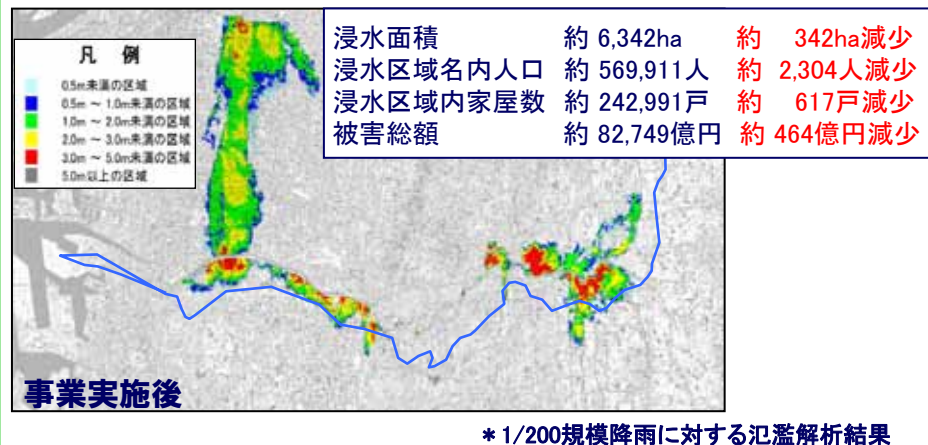 浸水面積 約 6,342ha 約 342ha減少
浸水区域名内人口 約 569,911人 約 2,304人減少
浸水区域内家屋数 約 242,991戸 約 617戸減少
被害総額 約 82,749億円 約 464億円減少
凡 例
0.5m未満の区域
0.5m ~ 1.0m未満の区域
1.0m ~ 2.0m未満の区域
2.0m ~ 3.0m未満の区域
3.0m ~ 5.0m未満の区域
5.0m以上の区域
事業実施後
*1/200規模降雨に対する氾濫解析結果